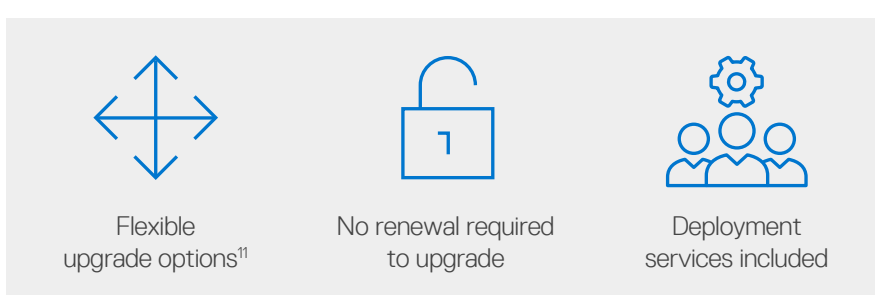 Flexible
upgrade options¹¹
No renewal required
to upgrade
Deployment
services included